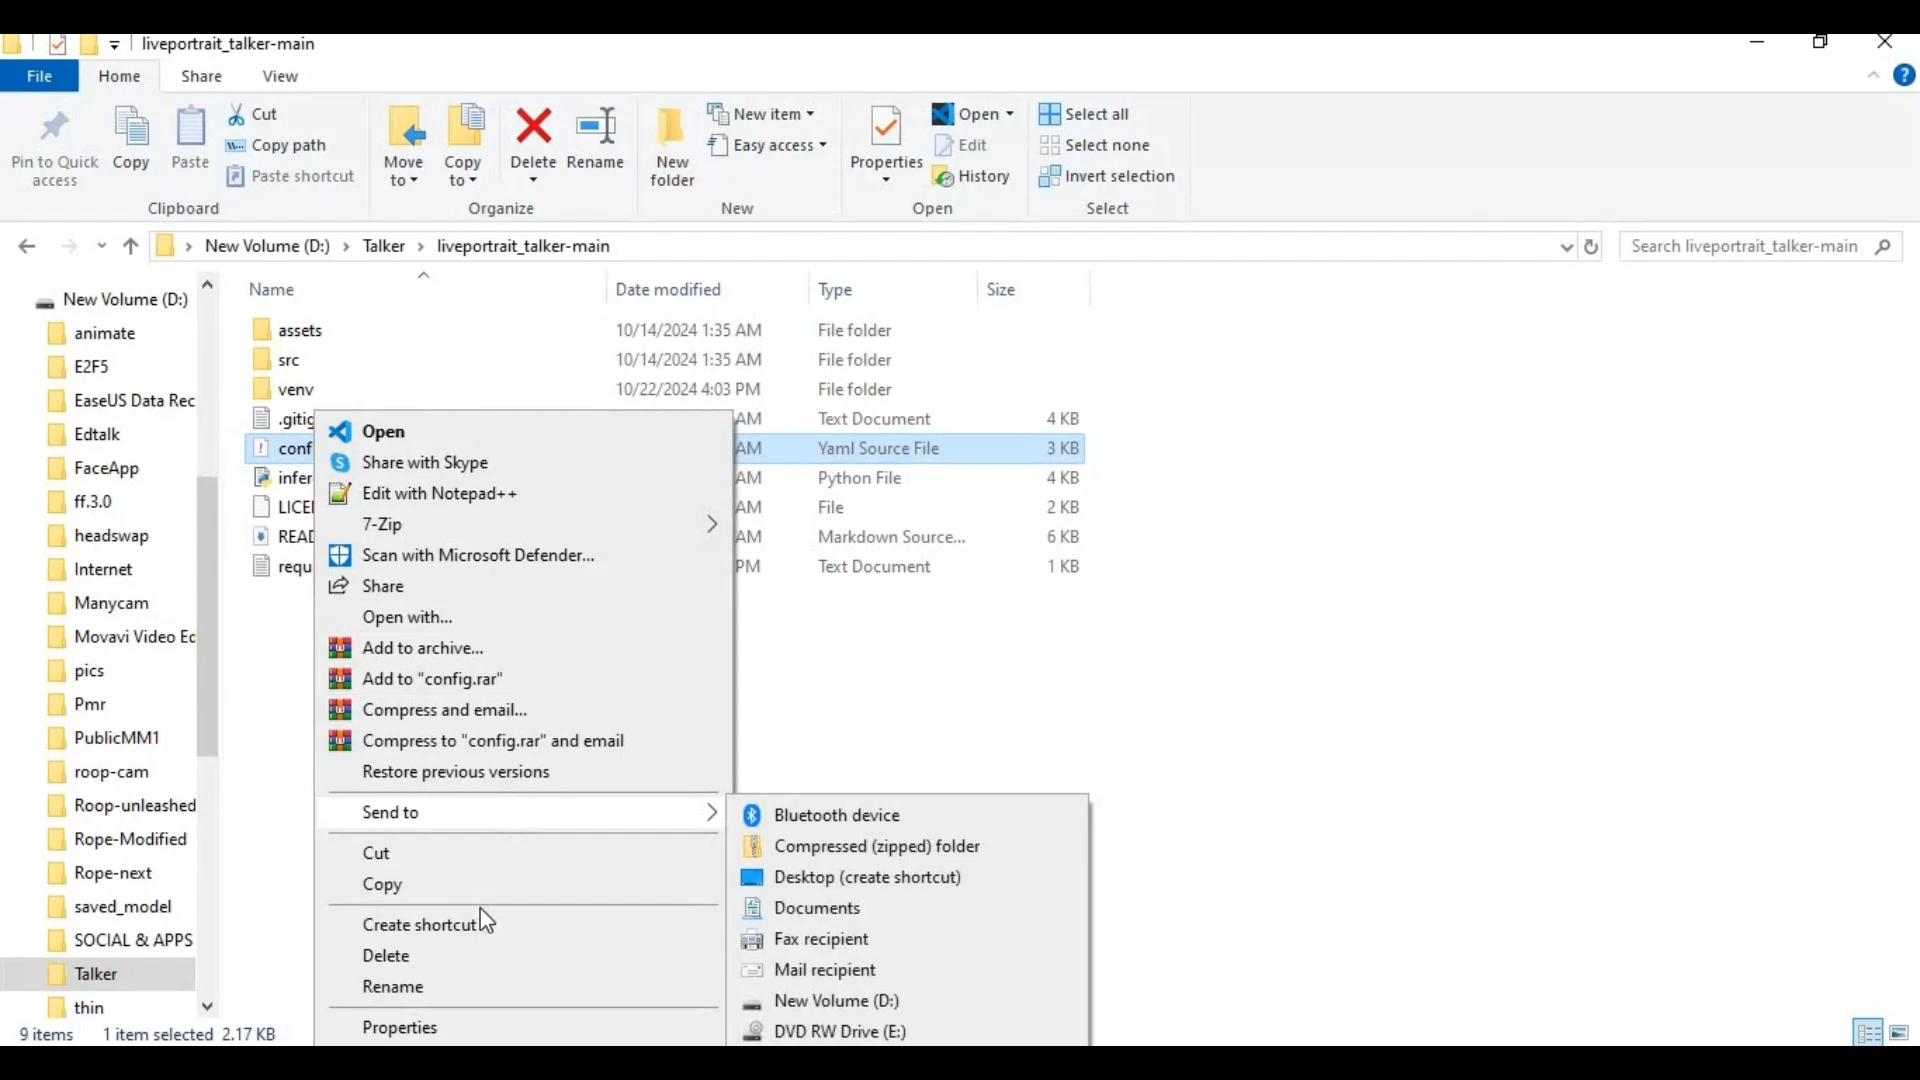 liveportrait_talker-main
File Home Share View
Pin to Quick access
Copy
Paste
Cut
Copy path
Paste shortcut
Clipboard
Move to
Copy to
Delete
Rename
Organize
New folder
New item
Easy access
New
Properties
Open
Edit
History
Open
Select all
Select none
Invert selection
Select
New Volume (D:) Talker liveportrait_talker-main
Search liveportrait_talker-main
Name Date modified Type Size
New Volume (D:)
animate
E2F5
EaseUS Data Rec
Edtalk
FaceApp
ff.3.0
headswap
Internet
Manycam
Movavi Video Ec
pics
Pmr
PublicMM1
roop-cam
Roop-unleashed
Rope-Modified
Rope-next
saved_model
SOCIAL & APPS
Talker
thin
assets 10/14/2024 1:35 AM File folder
src 10/14/2024 1:35 AM File folder
venv 10/22/2024 4:03 PM File folder
.gitig AM Text Document 4 KB
conf AM Yaml Source File 3 KB
infer AM Python File 4 KB
LICE AM File 2 KB
READ AM Markdown Source... 6 KB
requ PM Text Document 1 KB
Open
Share with Skype
Edit with Notepad++
7-Zip
Scan with Microsoft Defender...
Share
Open with...
Add to archive...
Add to "config.rar"
Compress and email...
Compress to "config.rar" and email
Restore previous versions
Send to
Cut
Copy
Create shortcut
Delete
Rename
Properties
Bluetooth device
Compressed (zipped) folder
Desktop (create shortcut)
Documents
Fax recipient
Mail recipient
New Volume (D:)
DVD RW Drive (E:)
9 items 1 item selected 2.17 KB